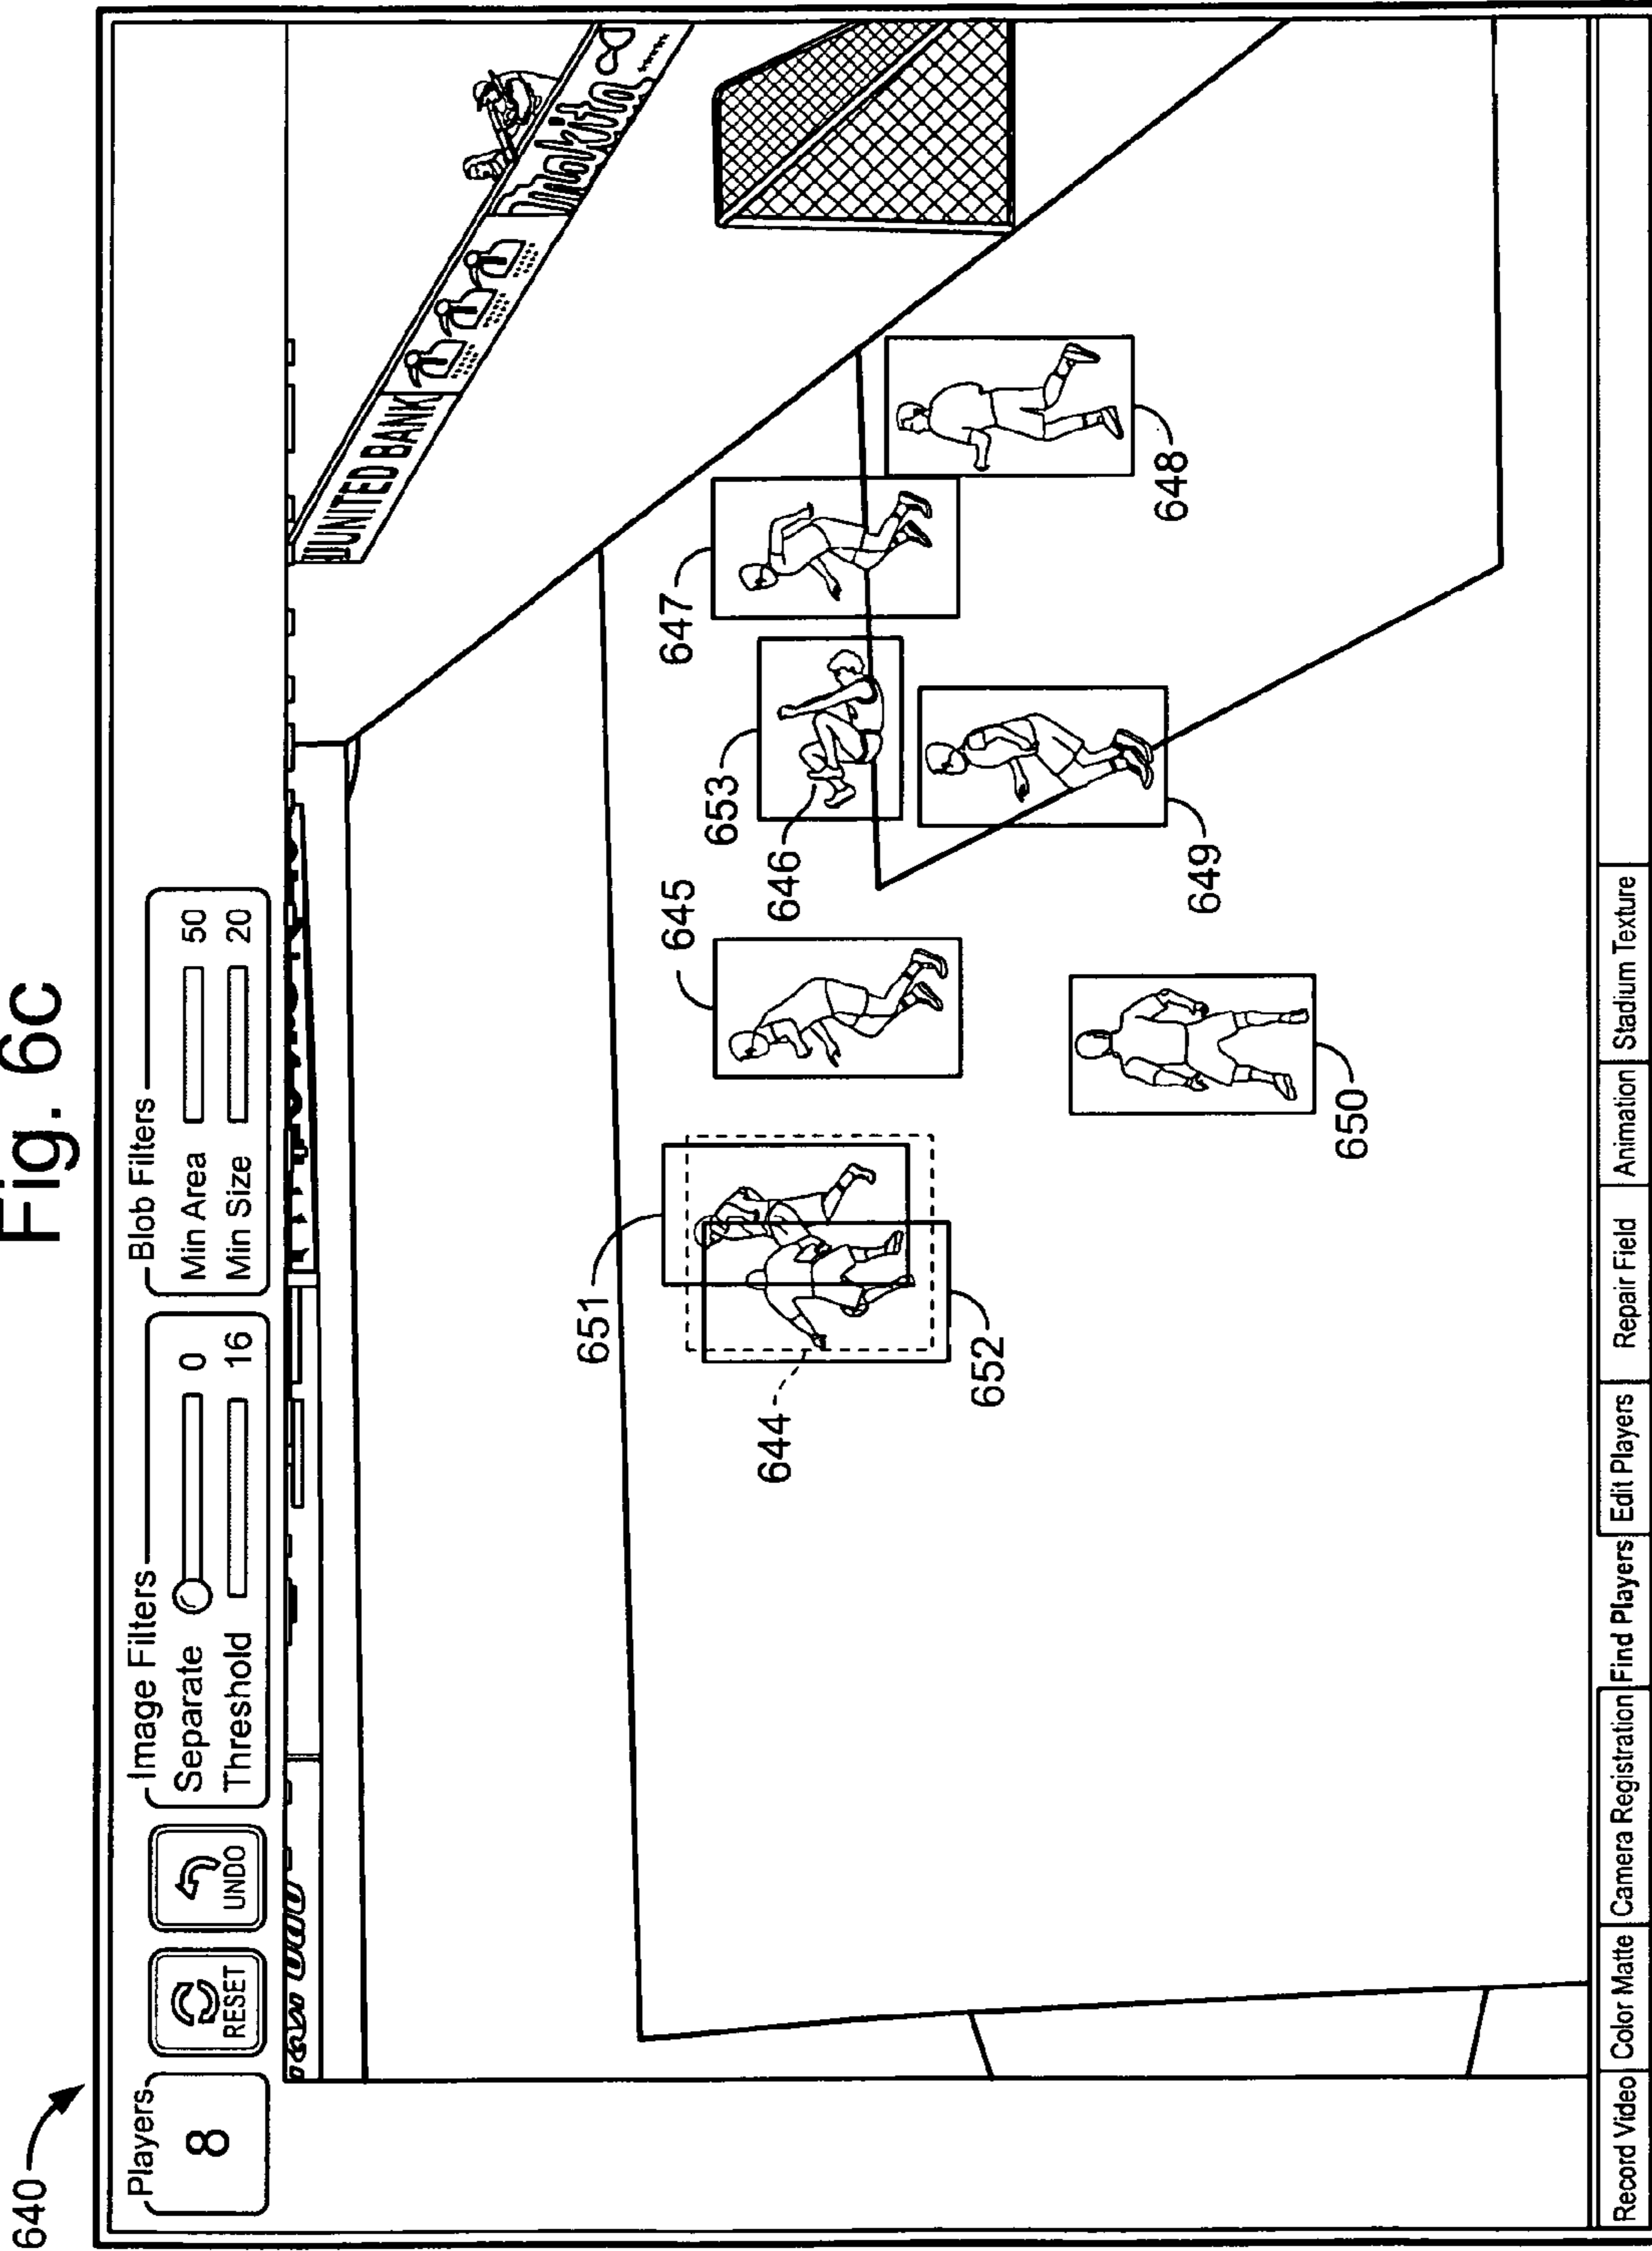 Fig. 6c
640
Players
8
RESET
UNDO
Image Filters
Separate 0
Threshold 16
Blob Filters
Min Area 50
Min Size 20
UNITED BANK
makita
651
644
652
645
653
646
647
648
649
650
Record Video Color Matte Camera Registration Find Players Edit Players Repair Field Animation Stadium Texture